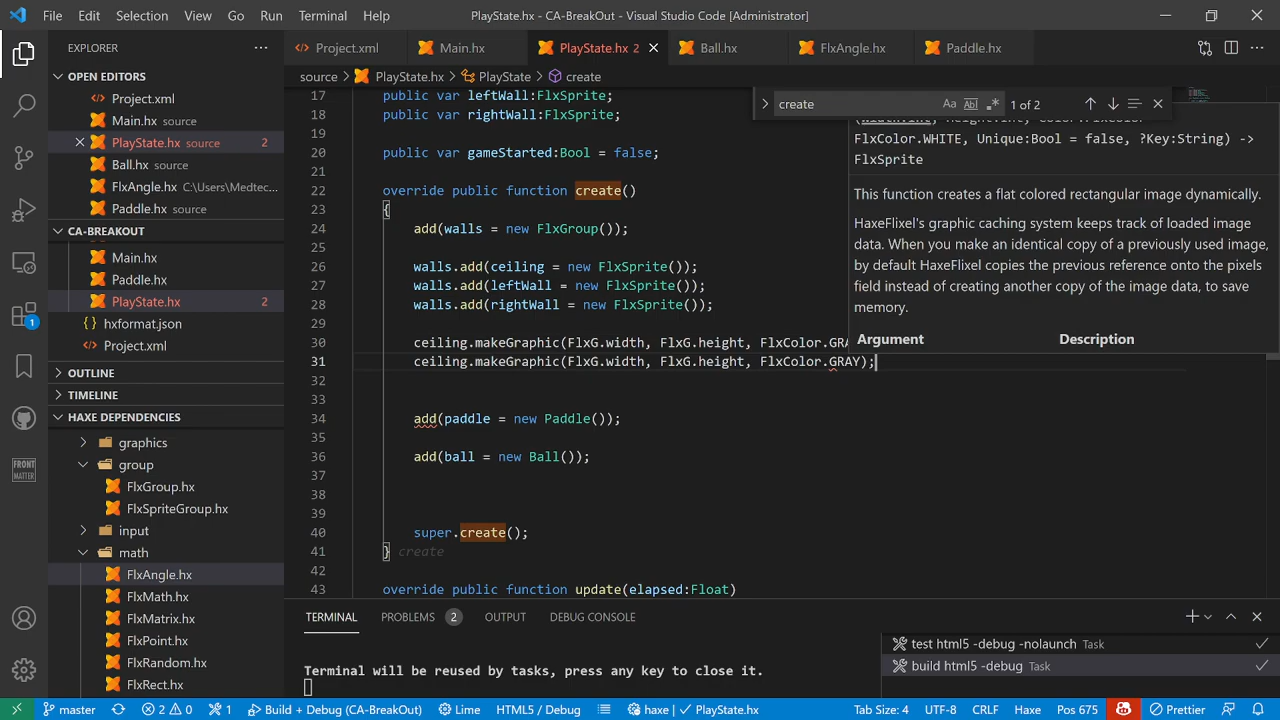 File Edit Selection View Go Run Terminal Help PlayState.hx - CA-BreakOut - Visual Studio Code [Administrator]
EXPLORER
Project.xml Main.hx PlayState.hx 2 Ball.hx FlxAngle.hx Paddle.hx
source > PlayState.hx > PlayState > create
OPEN EDITORS
Project.xml
Main.hx source
PlayState.hx source 2
Ball.hx source
FlxAngle.hx C:\Users\Medtec...
Paddle.hx source
CA-BREAKOUT
Main.hx
Paddle.hx
PlayState.hx 2
hxformat.json
Project.xml
OUTLINE
TIMELINE
HAXE DEPENDENCIES
graphics
group
FlxGroup.hx
FlxSpriteGroup.hx
input
math
FlxAngle.hx
FlxMath.hx
FlxMatrix.hx
FlxPoint.hx
FlxRandom.hx
FlxRect.hx
1
FRONT
MATTER
create Aa Abl .* 1 of 2
17 public var leftWall:FlxSprite;
18 public var rightWall:FlxSprite;
19
20 public var gameStarted:Bool = false;
21
22 override public function create()
23 {
24 add(walls = new FlxGroup());
25
26 walls.add(ceiling = new FlxSprite());
27 walls.add(leftWall = new FlxSprite());
28 walls.add(rightWall = new FlxSprite());
29
30 ceiling.makeGraphic(FlxG.width, FlxG.height, FlxColor.GRA
31 ceiling.makeGraphic(FlxG.width, FlxG.height, FlxColor.GRAY);
32
33
34 add(paddle = new Paddle());
35
36 add(ball = new Ball());
37
38
39
40 super.create();
41 } create
42
43 override public function update(elapsed:Float)
FlxColor.WHITE, Unique:Bool = false, ?Key:String) ->
FlxSprite
This function creates a flat colored rectangular image dynamically.
HaxeFlixel's graphic caching system keeps track of loaded image
data. When you make an identical copy of a previously used image,
by default HaxeFlixel copies the previous reference onto the pixels
field instead of creating another copy of the image data, to save
memory.
Argument Description
TERMINAL PROBLEMS 2 OUTPUT DEBUG CONSOLE
Terminal will be reused by tasks, press any key to close it.
test html5 -debug -nolaunch Task
build html5 -debug Task
master 2 0 1 Build + Debug (CA-BreakOut) Lime HTML5 / Debug haxe | PlayState.hx Tab Size: 4 UTF-8 CRLF Haxe Pos 675 Prettier